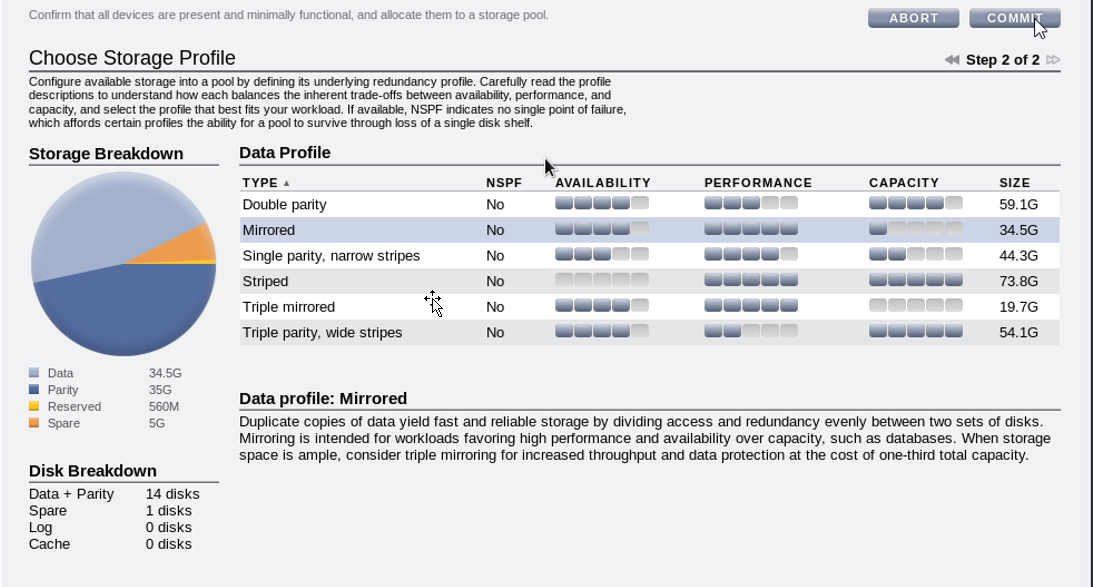 Confirm that all devices are present and minimally functional, and allocate them to a storage pool.
ABORT COMMIT
Choose Storage Profile
Step 2 of 2
Configure available storage into a pool by defining its underlying redundancy profile. Carefully read the profile
descriptions to understand how each balances the inherent trade-offs between availability, performance, and
capacity, and select the profile that best fits your workload. If available, NSPF indicates no single point of failure,
which affords certain profiles the ability for a pool to survive through loss of a single disk shelf.
Storage Breakdown
Data 34.5G
Parity 35G
Reserved 560M
Spare 5G
Disk Breakdown
Data + Parity 14 disks
Spare 1 disks
Log 0 disks
Cache 0 disks
Data Profile
TYPE ▲ NSPF AVAILABILITY PERFORMANCE CAPACITY SIZE
Double parity No 59.1G
Mirrored No 34.5G
Single parity, narrow stripes No 44.3G
Striped No 73.8G
Triple mirrored No 19.7G
Triple parity, wide stripes No 54.1G
Data profile: Mirrored
Duplicate copies of data yield fast and reliable storage by dividing access and redundancy evenly between two sets of disks.
Mirroring is intended for workloads favoring high performance and availability over capacity, such as databases. When storage
space is ample, consider triple mirroring for increased throughput and data protection at the cost of one-third total capacity.